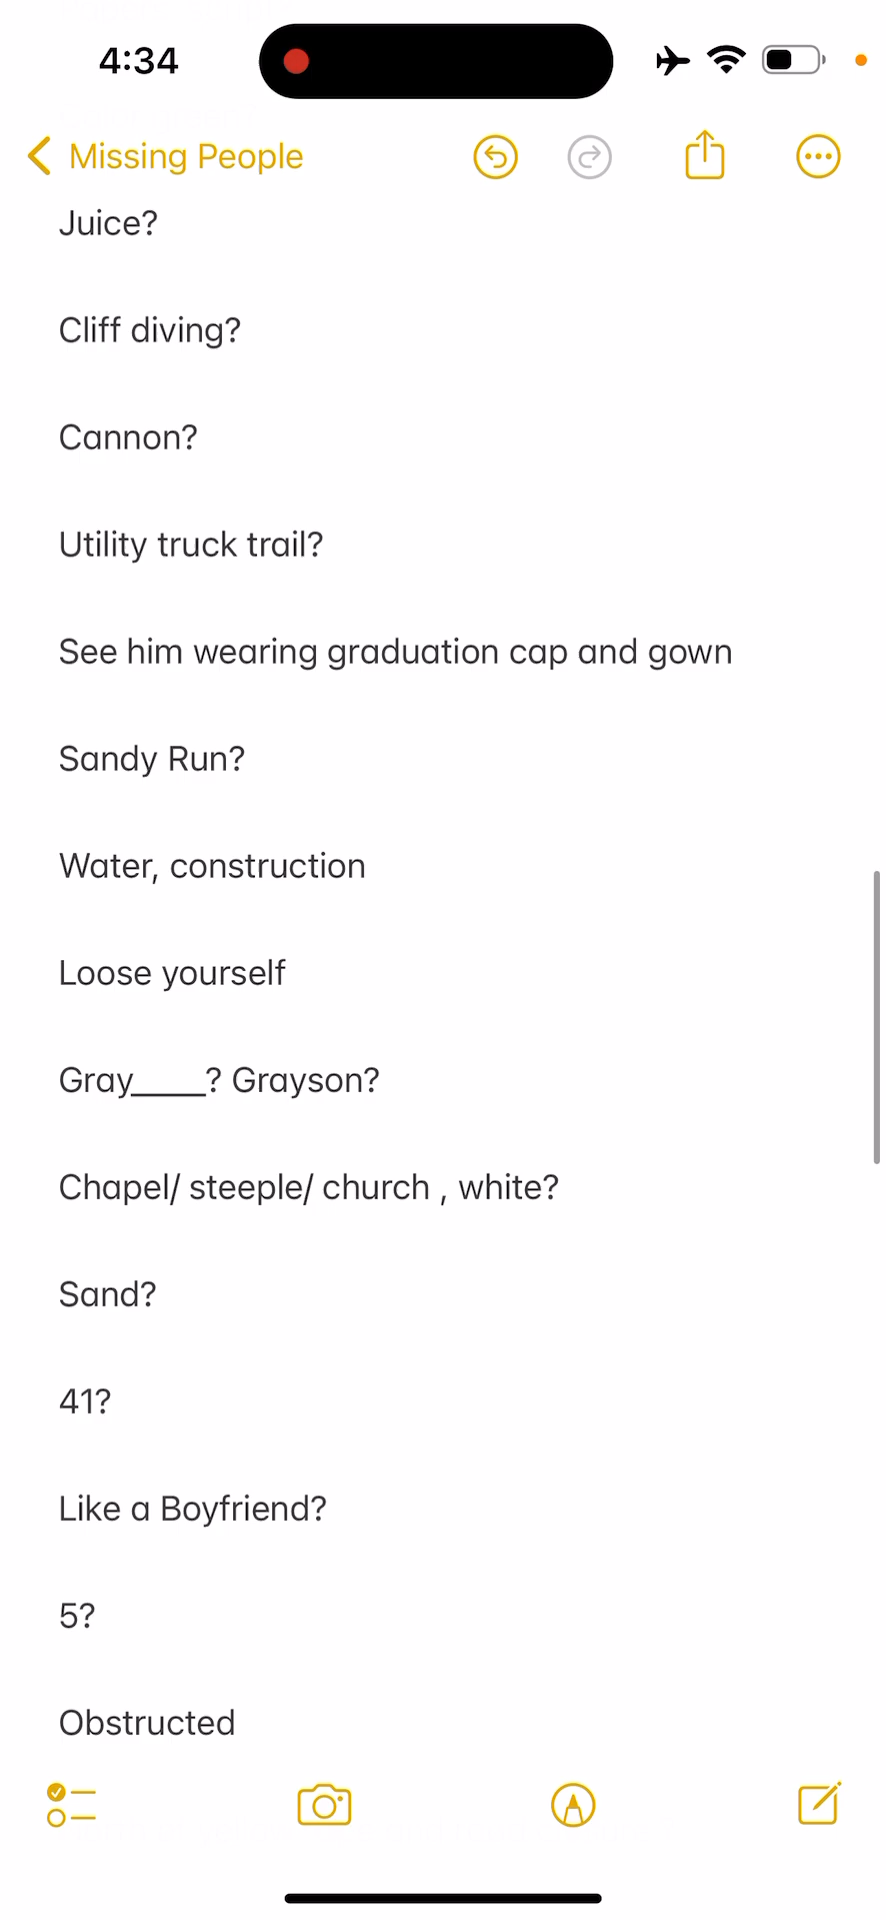 4:34
Missing People
Juice?
Cliff diving?
Cannon?
Utility truck trail?
See him wearing graduation cap and gown
Sandy Run?
Water, construction
Loose yourself
Gray____? Grayson?
Chapel/ steeple/ church , white?
Sand?
41?
Like a Boyfriend?
5?
Obstructed